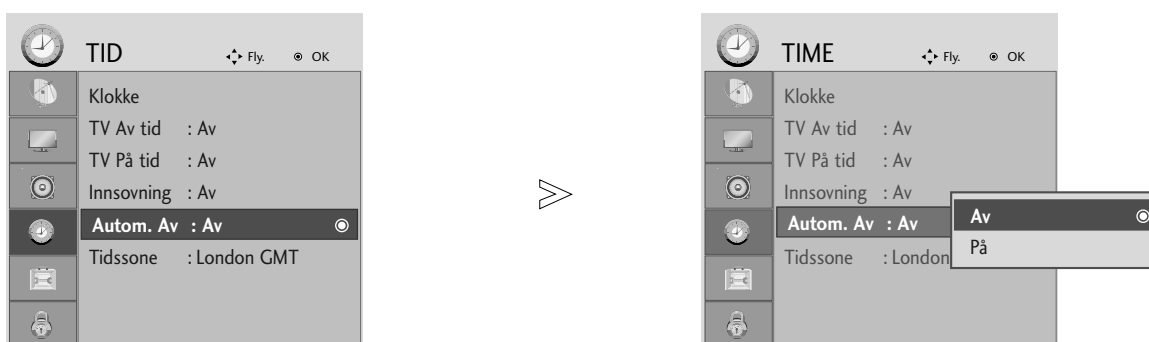 TID Fly. OK
Klokke
TV Av tid : Av
TV På tid : Av
Innsovning : Av
Autom. Av : Av
Tidssone : London GMT
TIME Fly. OK
Klokke
TV Av tid : Av
TV På tid : Av
Innsovning : Av
Autom. Av : Av
Tidssone : London
Av
På